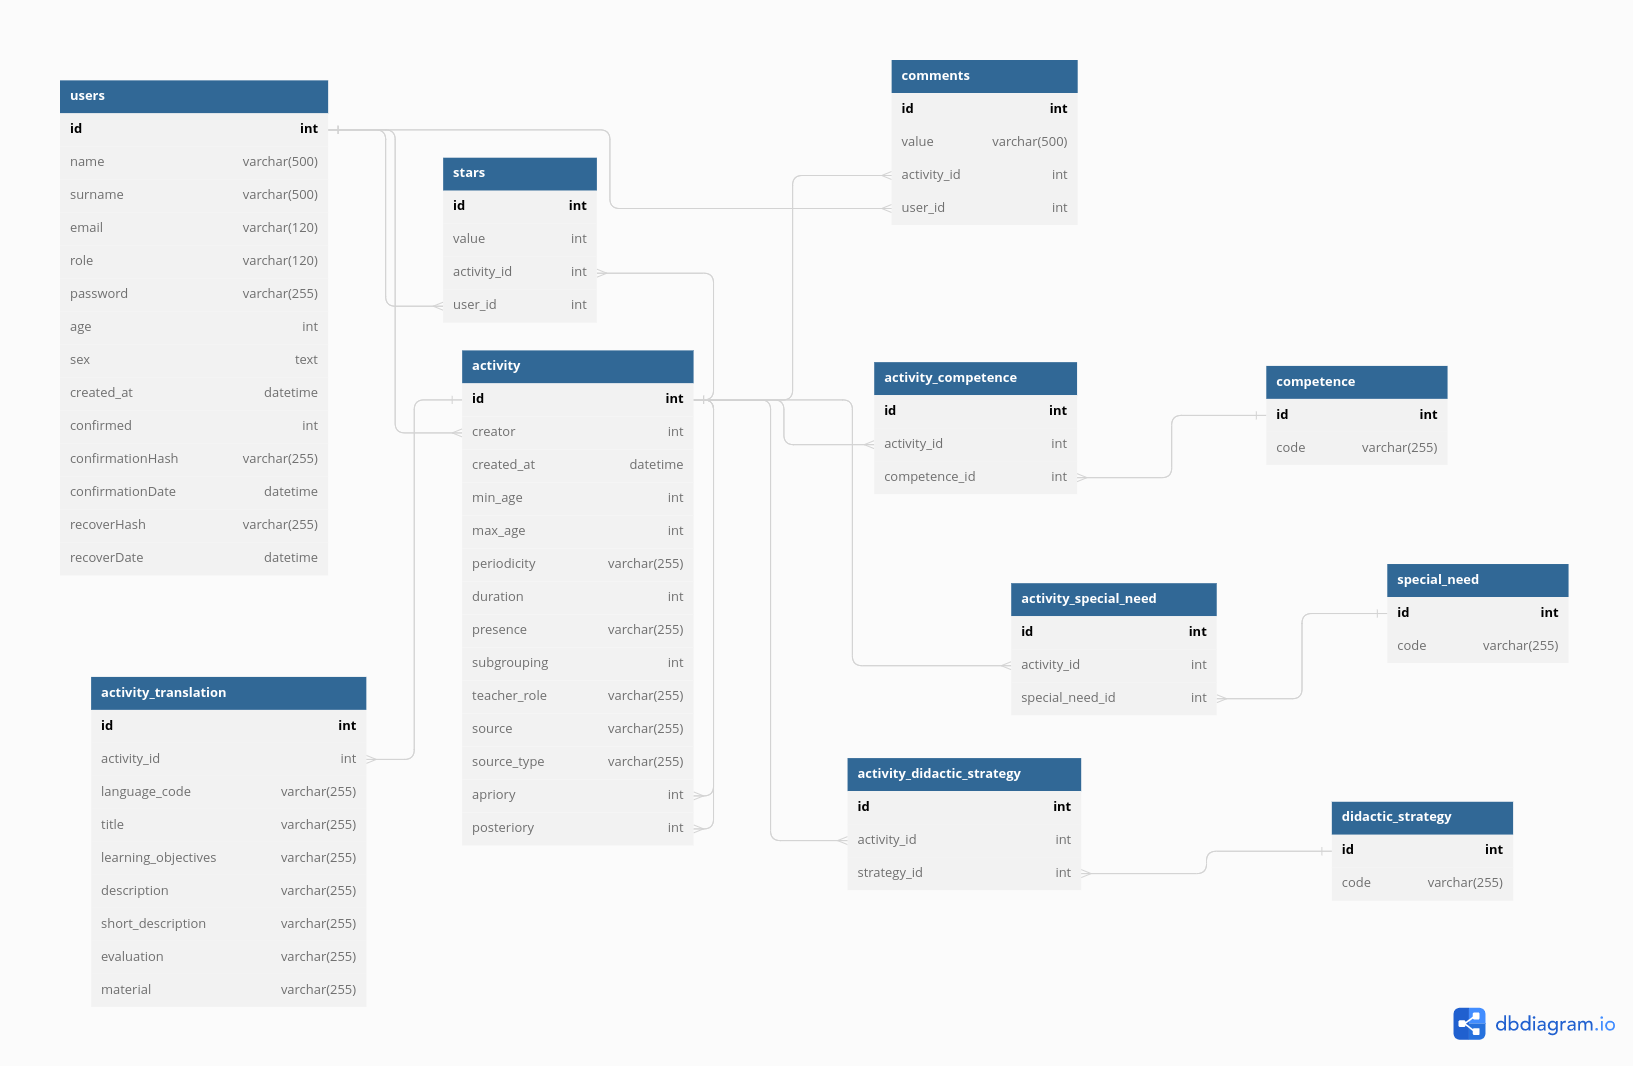 users
id int
name varchar(500)
surname varchar(500)
email varchar(120)
role varchar(120)
password varchar(255)
age int
sex text
created_at datetime
confirmed int
confirmationHash varchar(255)
confirmationDate datetime
recoverHash varchar(255)
recoverDate datetime
stars
id int
value int
activity_id int
user_id int
comments
id int
value varchar(500)
activity_id int
user_id int
activity
id int
creator int
created_at datetime
min_age int
max_age int
periodicity varchar(255)
duration int
presence varchar(255)
subgrouping int
teacher_role varchar(255)
source varchar(255)
source_type varchar(255)
apriory int
posteriory int
activity_competence
id int
activity_id int
competence_id int
competence
id int
code varchar(255)
activity_special_need
id int
activity_id int
special_need_id int
special_need
id int
code varchar(255)
activity_translation
id int
activity_id int
language_code varchar(255)
title varchar(255)
learning_objectives varchar(255)
description varchar(255)
short_description varchar(255)
evaluation varchar(255)
material varchar(255)
activity_didactic_strategy
id int
activity_id int
strategy_id int
didactic_strategy
id int
code varchar(255)
dbdiagram.io